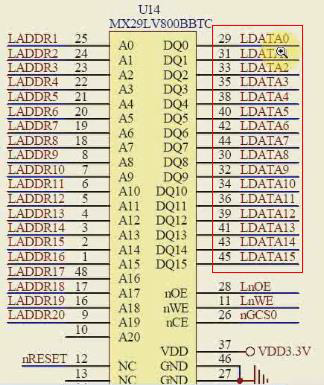 U14
MX29LV800BBTC
LADDR1 25 A0 DQ0 29 LDATA0
LADDR2 24 A1 DQ1 31
LADDR3 23 A2 DQ2 33 LDATA2
LADDR4 22 A3 DQ3 35 LDATA3
LADDR5 21 A4 DQ4 38 LDATA4
LADDR6 20 A5 DQ5 40 LDATA5
LADDR7 19 A6 DQ6 42 LDATA6
LADDR8 18 A7 DQ7 44 LDATA7
LADDR9 8 A8 DQ8 30 LDATA8
LADDR10 7 A9 DQ9 32 LDATA9
LADDR11 6 A10 DQ10 34 LDATA10
LADDR12 5 A11 DQ11 36 LDATA11
LADDR13 4 A12 DQ12 39 LDATA12
LADDR14 3 A13 DQ13 41 LDATA13
LADDR15 2 A14 DQ14 43 LDATA14
LADDR16 1 A15 DQ15 45 LDATA15
LADDR17 48 A16
LADDR18 17 A17 nOE 28 LnOE
LADDR19 16 A18 nWE 11 LnWE
LADDR20 9 A19 nCE 26 nGCS0
10 A20
VDD 37 VDD3.3V
nRESET 12 NC GND 46
13 NC GND 27